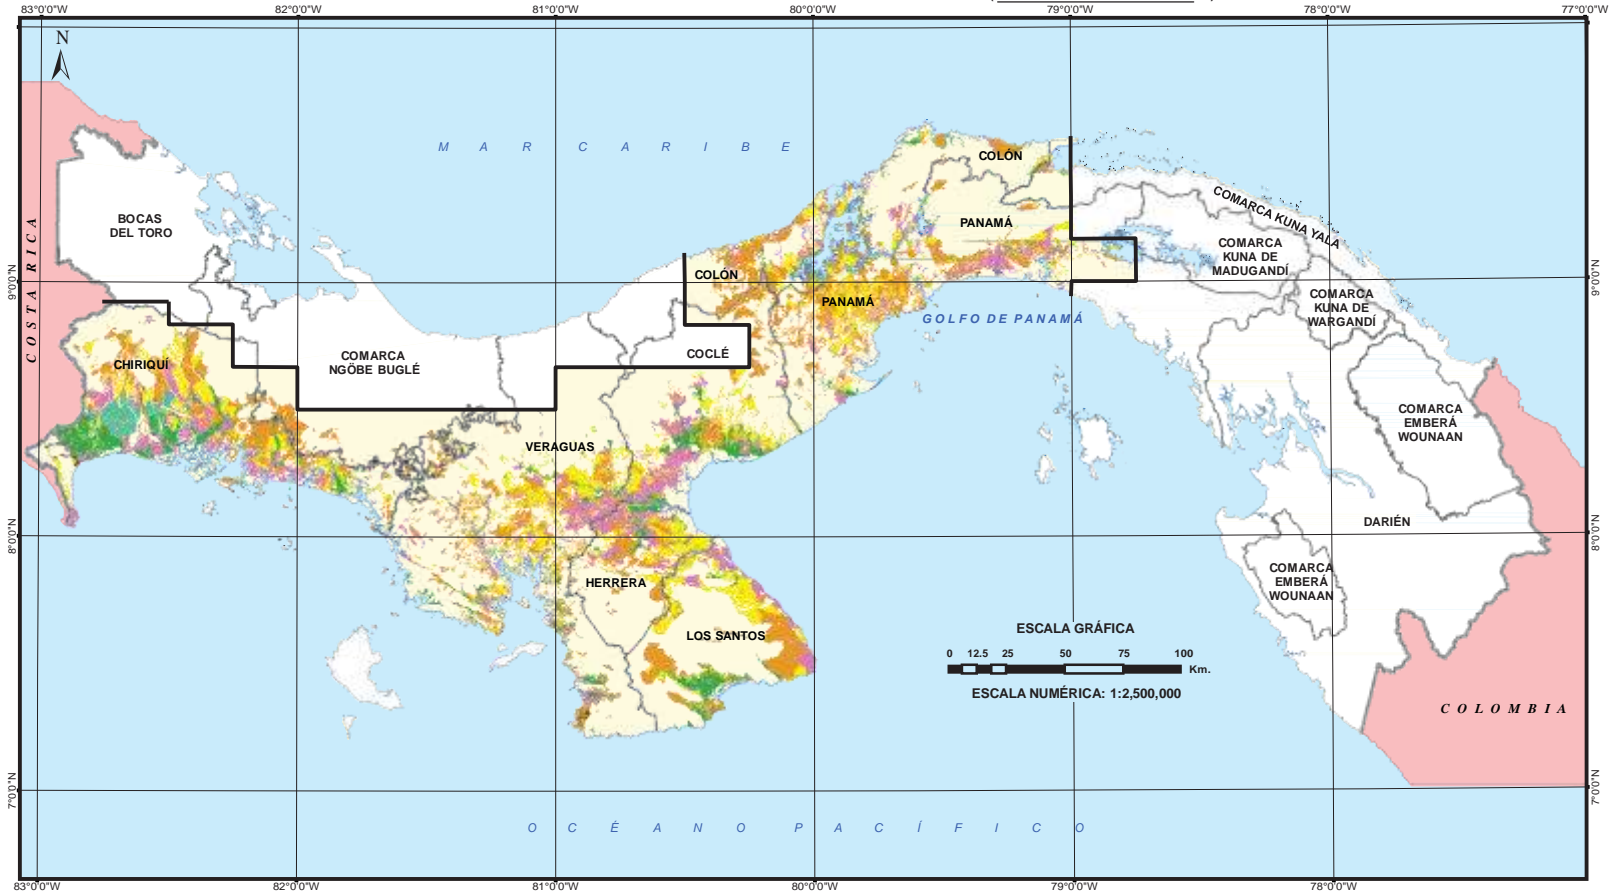 83°0'0"W 82°0'0"W 81°0'0"W 80°0'0"W 79°0'0"W 78°0'0"W 77°0'0"W
N
MAR CARIBE
COLÓN
COMARCA KUNA YALA
BOCAS
DEL TORO
PANAMÁ
COSTA RICA
COMARCA
KUNA DE
MADUGANDÍ
9°0'0"N
COLÓN
9°0'0"N
PANAMÁ
COMARCA
KUNA DE
WARGANDÍ
GOLFO DE PANAMÁ
COCLÉ
COMARCA
NGÖBE BUGLÉ
CHIRIQUÍ
COMARCA
EMBERÁ
WOUNAAN
VERAGUAS
DARIÉN
8°0'0"N
8°0'0"N
HERRERA
COMARCA
EMBERÁ
WOUNAAN
LOS SANTOS
ESCALA GRÁFICA
0 12.5 25 50 75 100
Km.
ESCALA NUMÉRICA: 1:2,500,000
COLOMBIA
7°0'0"N
7°0'0"N
OCÉANO PACÍFICO
83°0'0"W 82°0'0"W 81°0'0"W 80°0'0"W 79°0'0"W 78°0'0"W